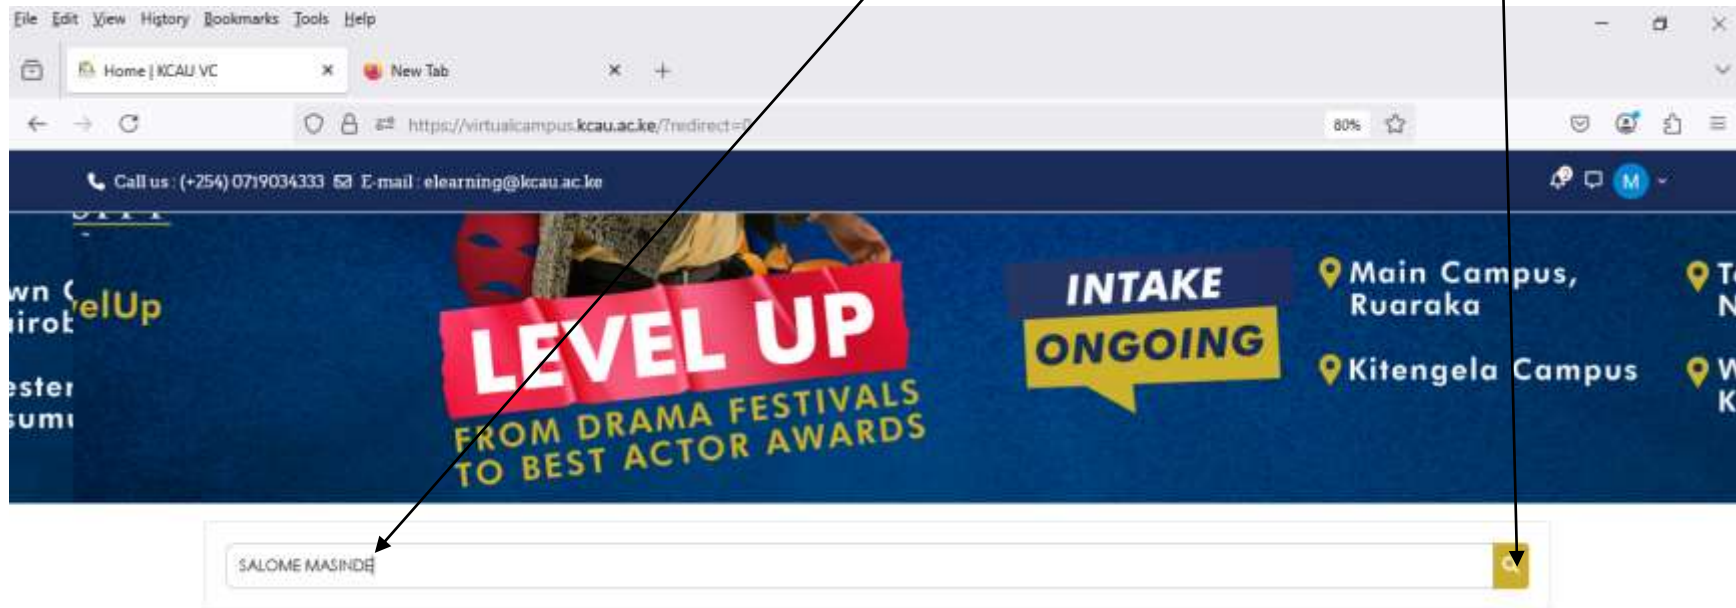 File Edit View History Bookmarks Tools Help
Home | KCAU VC
New Tab
https://virtualcampus.kcau.ac.ke/?redirect=0
80%
Call us : (+254) 0719034333 E-mail : elearning@kcau.ac.ke
M
elUp
LEVEL UP
FROM DRAMA FESTIVALS
TO BEST ACTOR AWARDS
INTAKE
ONGOING
Main Campus,
Ruaraka
Kitengela Campus
SALOME MASINDE